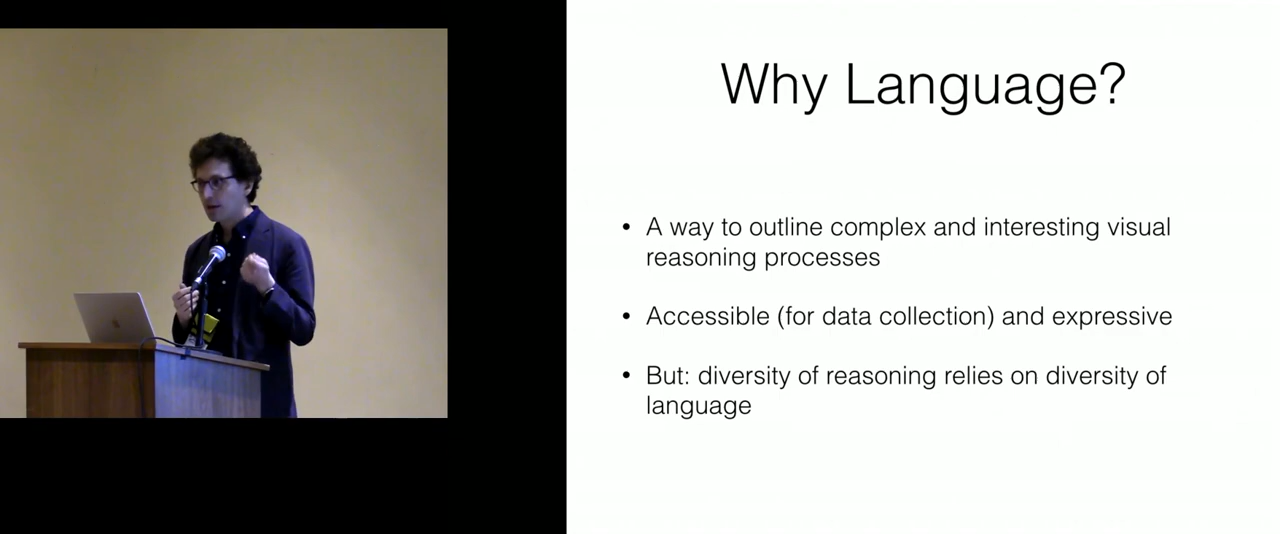 Why Language?
• A way to outline complex and interesting visual
reasoning processes
• Accessible (for data collection) and expressive
• But: diversity of reasoning relies on diversity of
language